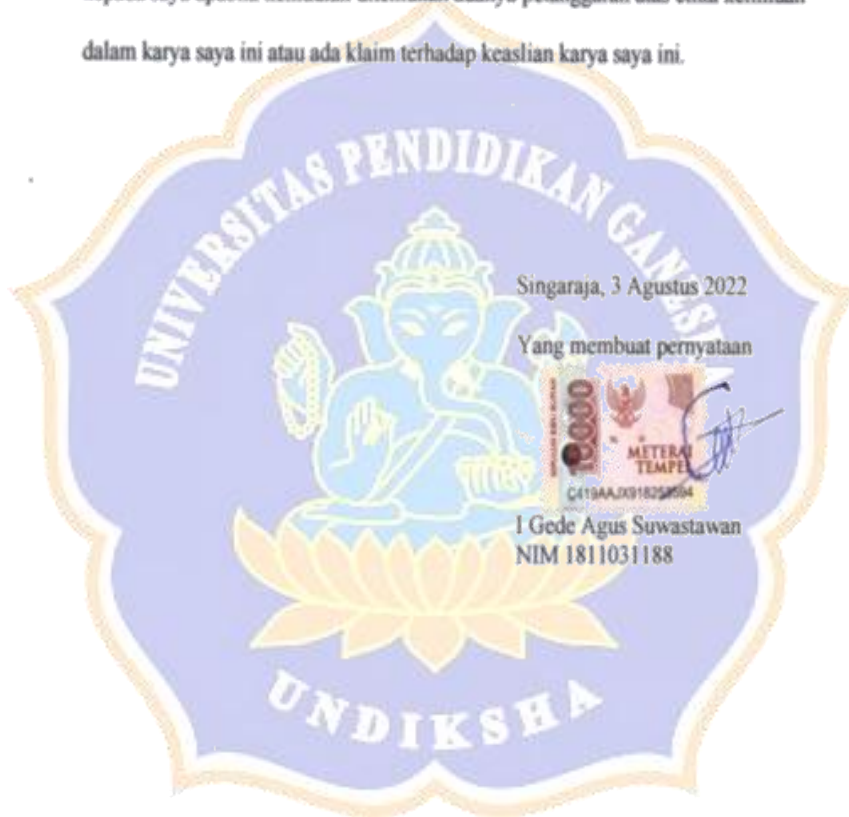 dalam karya saya ini atau ada klaim terhadap keaslian karya saya ini.
UNIVERSITAS PENDIDIKAN GANESHA
Singaraja, 3 Agustus 2022
Yang membuat pernyataan
10000
METERAI
TEMPEL
I Gede Agus Suwastawan
NIM 1811031188
UNDIKSHA